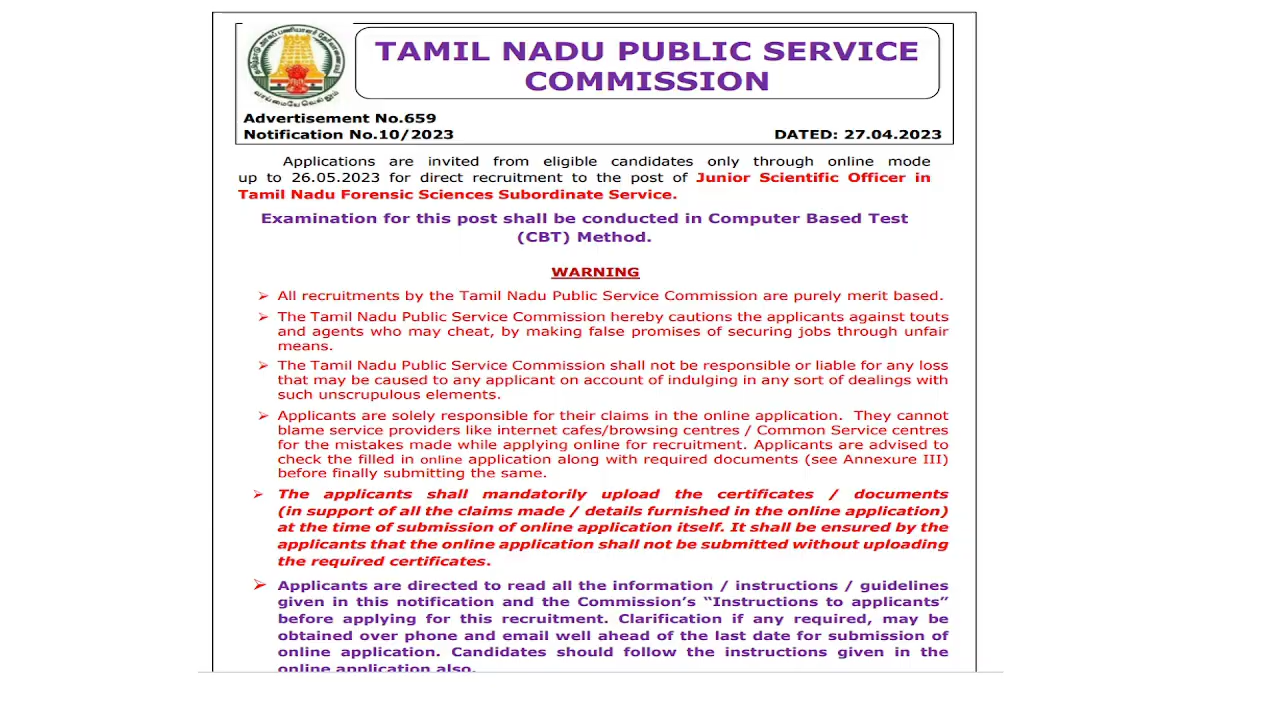 தமிழ்நாடு அரசுப் பணியாளர் தேர்வாணையம்
வாய்மையே வெல்லும்
TAMIL NADU PUBLIC SERVICE
COMMISSION
Advertisement No.659
Notification No.10/2023 DATED: 27.04.2023
Applications are invited from eligible candidates only through online mode
up to 26.05.2023 for direct recruitment to the post of Junior Scientific Officer in
Tamil Nadu Forensic Sciences Subordinate Service.
Examination for this post shall be conducted in Computer Based Test
(CBT) Method.
WARNING
➢ All recruitments by the Tamil Nadu Public Service Commission are purely merit based.
➢ The Tamil Nadu Public Service Commission hereby cautions the applicants against touts
and agents who may cheat, by making false promises of securing jobs through unfair
means.
➢ The Tamil Nadu Public Service Commission shall not be responsible or liable for any loss
that may be caused to any applicant on account of indulging in any sort of dealings with
such unscrupulous elements.
➢ Applicants are solely responsible for their claims in the online application. They cannot
blame service providers like internet cafes/browsing centres / Common Service centres
for the mistakes made while applying online for recruitment. Applicants are advised to
check the filled in online application along with required documents (see Annexure III)
before finally submitting the same.
➢ The applicants shall mandatorily upload the certificates / documents
(in support of all the claims made / details furnished in the online application)
at the time of submission of online application itself. It shall be ensured by the
applicants that the online application shall not be submitted without uploading
the required certificates.
➢ Applicants are directed to read all the information / instructions / guidelines
given in this notification and the Commission’s “Instructions to applicants”
before applying for this recruitment. Clarification if any required, may be
obtained over phone and email well ahead of the last date for submission of
online application. Candidates should follow the instructions given in the
online application also.